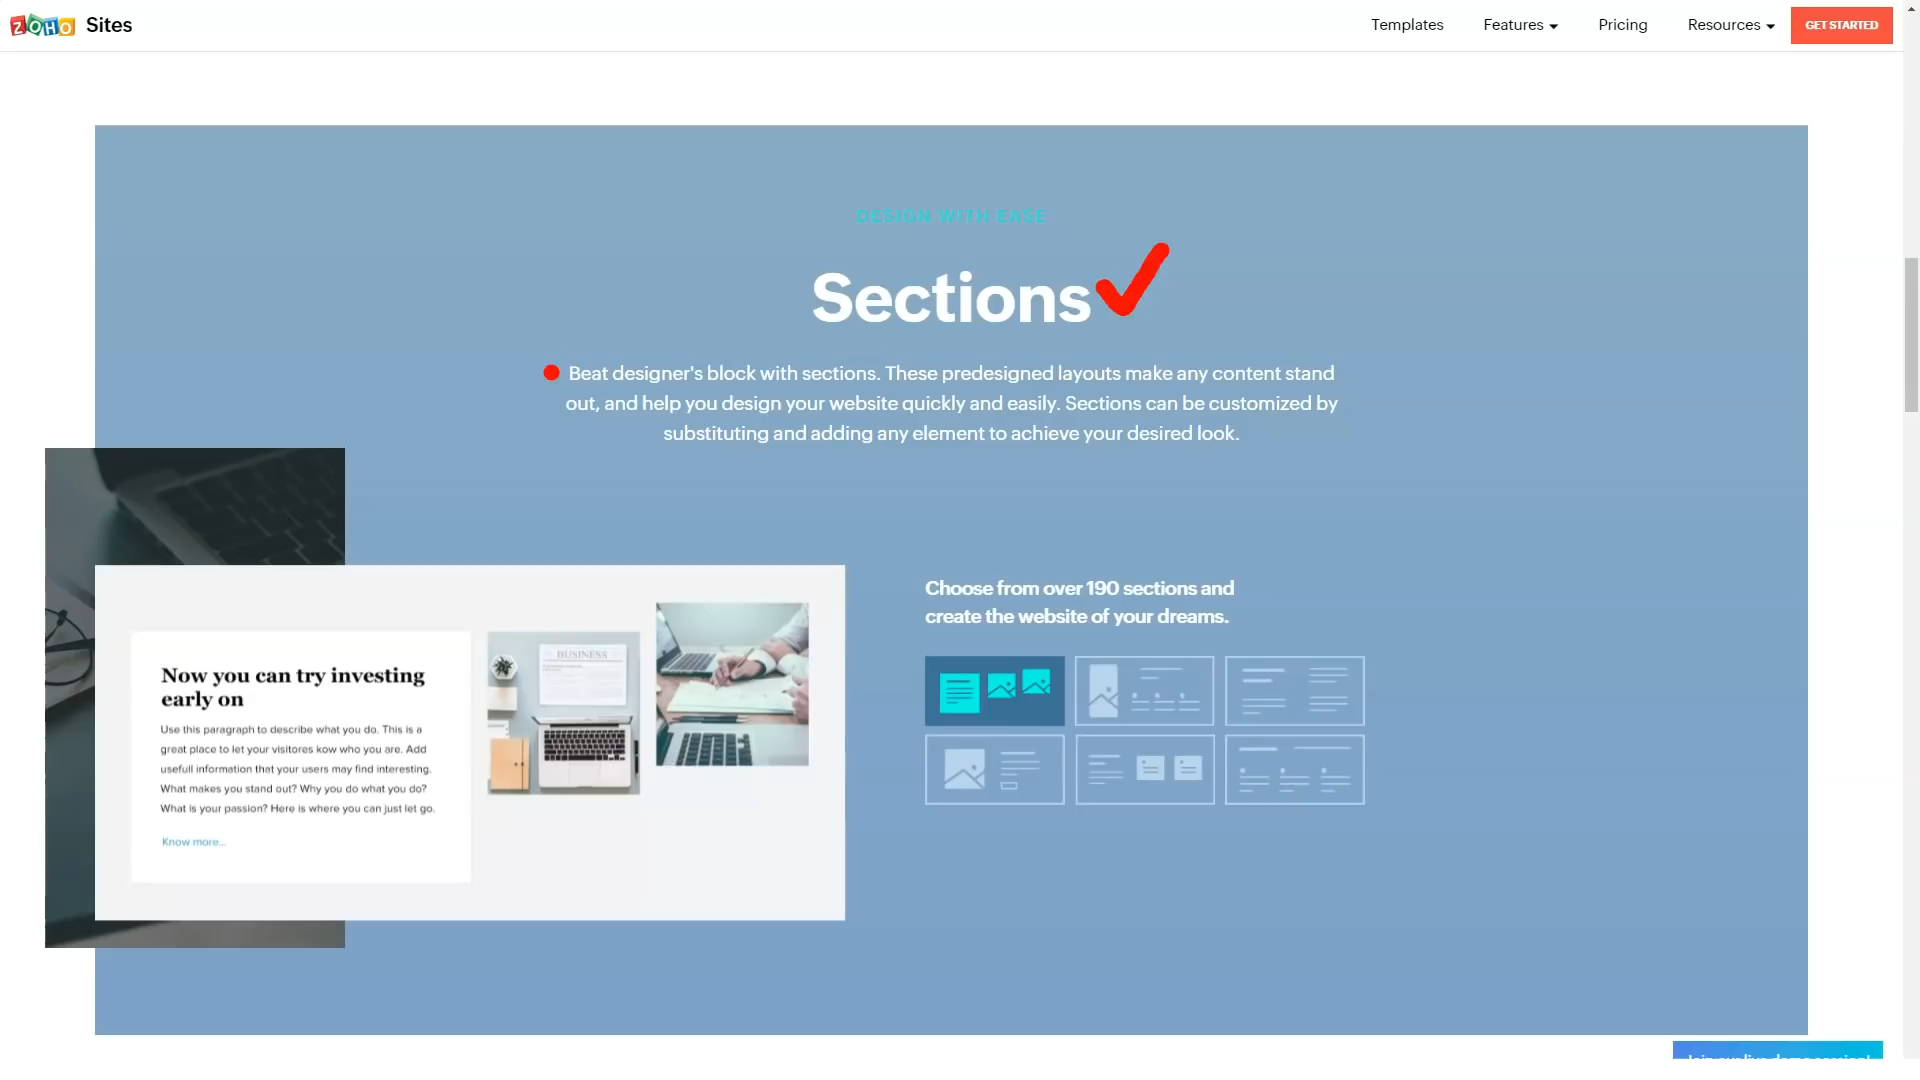 ZOHO Sites
Templates
Features
Pricing
Resources
GET STARTED
DESIGN WITH EASE
Sections
Beat designer's block with sections. These predesigned layouts make any content stand
out, and help you design your website quickly and easily. Sections can be customized by
substituting and adding any element to achieve your desired look.
Now you can try investing
early on
Use this paragraph to describe what you do. This is a
great place to let your visitores kow who you are. Add
usefull information that your users may find interesting.
What makes you stand out? Why you do what you do?
What is your passion? Here is where you can just let go.
Know more...
BUSINESS
Choose from over 190 sections and
create the website of your dreams.
Join our live demo session!